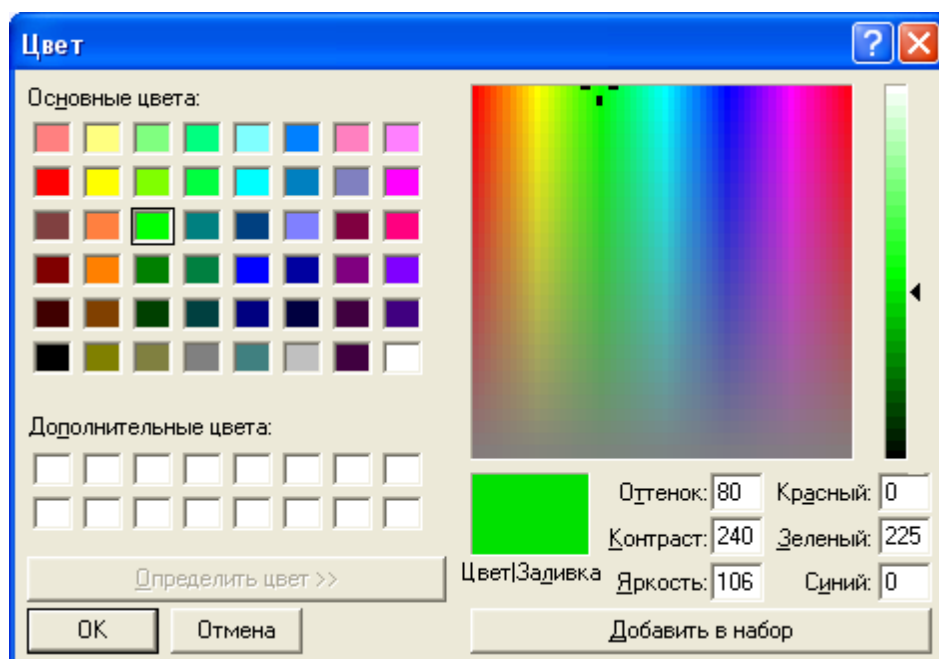 Цвет
Основные цвета:
Дополнительные цвета:
Определить цвет >>
OK
Отмена
Оттенок: 80
Красный: 0
Контраст: 240
Зеленый: 225
Цвет|Заливка
Яркость: 106
Синий: 0
Добавить в набор